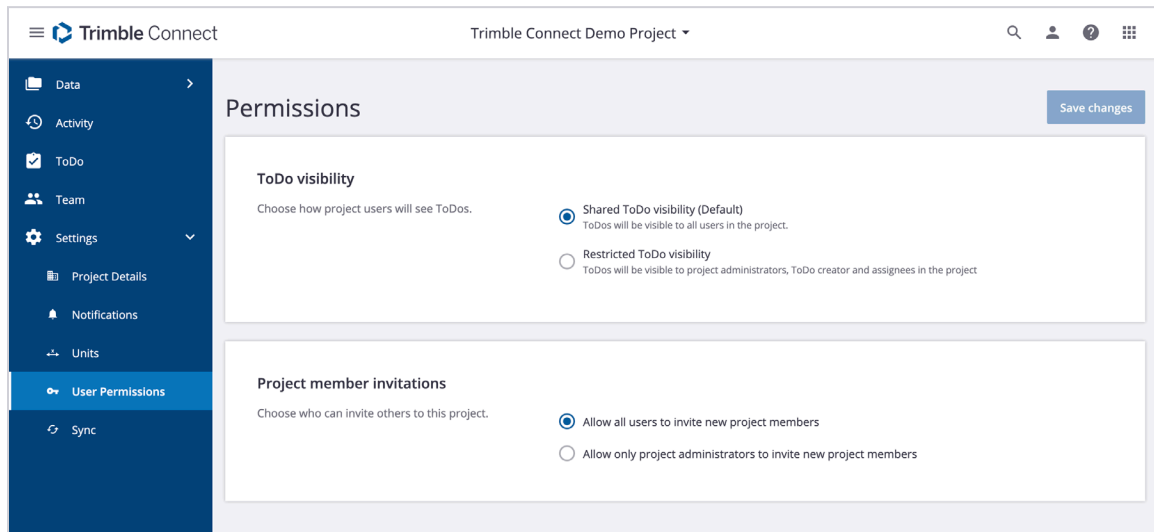 Trimble Connect
Trimble Connect Demo Project
Data
Activity
ToDo
Team
Settings
Project Details
Notifications
Units
User Permissions
Sync
Permissions
Save changes
ToDo visibility
Choose how project users will see ToDos.
Shared ToDo visibility (Default)
ToDos will be visible to all users in the project.
Restricted ToDo visibility
ToDos will be visible to project administrators, ToDo creator and assignees in the project
Project member invitations
Choose who can invite others to this project.
Allow all users to invite new project members
Allow only project administrators to invite new project members